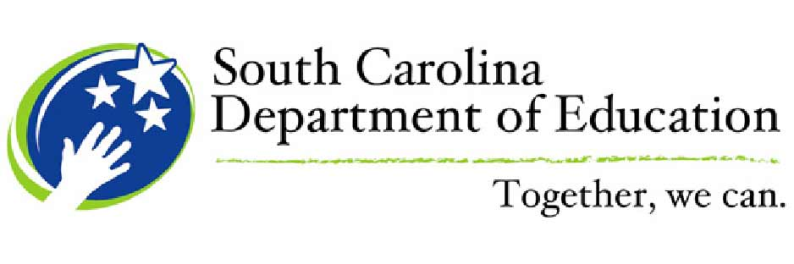 South Carolina
Department of Education
Together, we can.